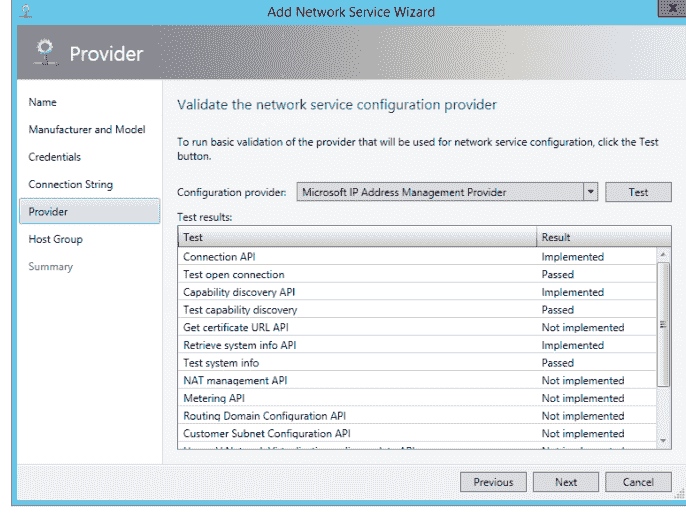 Add Network Service Wizard
x
Provider
Name
Manufacturer and Model
Credentials
Connection String
Provider
Host Group
Summary
Validate the network service configuration provider
To run basic validation of the provider that will be used for network service configuration, click the Test
button.
Configuration provider: Microsoft IP Address Management Provider Test
Test results:
Test Result
Connection API Implemented
Test open connection Passed
Capability discovery API Implemented
Test capability discovery Passed
Get certificate URL API Not implemented
Retrieve system info API Implemented
Test system info Passed
NAT management API Not implemented
Metering API Not implemented
Routing Domain Configuration API Not implemented
Customer Subnet Configuration API Not implemented
Previous Next Cancel